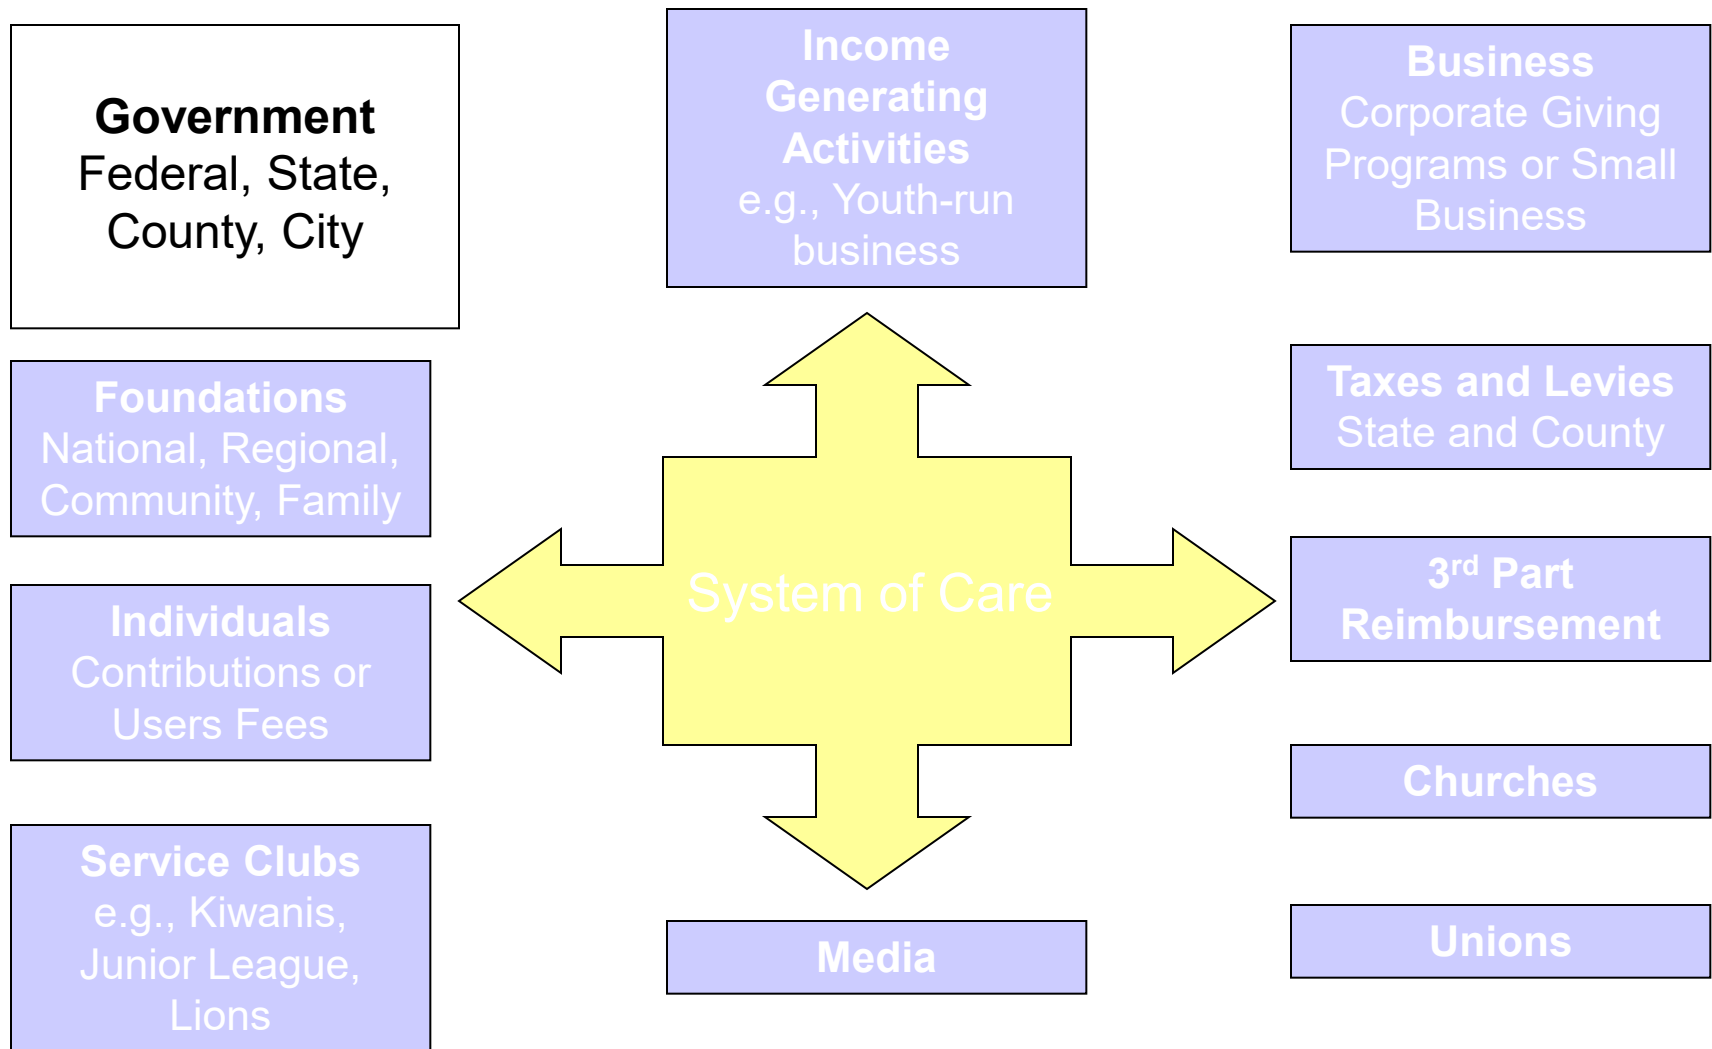 Government
Federal, State,
County, City
Foundations
National, Regional,
Community, Family
Individuals
Contributions or
Users Fees
Service Clubs
e.g., Kiwanis,
Junior League,
Lions
Income
Generating
Activities
e.g., Youth-run
business
System of Care
Media
Business
Corporate Giving
Programs or Small
Business
Taxes and Levies
State and County
3rd Part
Reimbursement
Churches
Unions